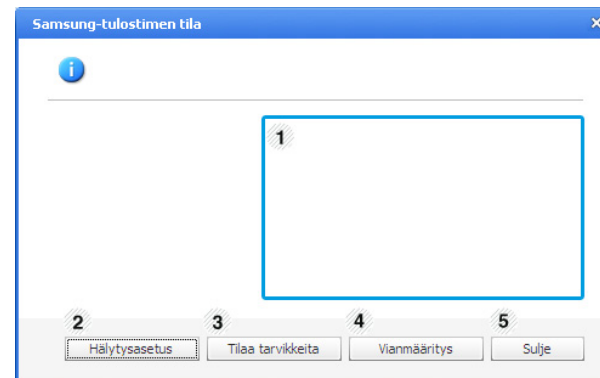 Samsung-tulostimen tila
1
2 3 4 5
Hälytysasetus Tilaa tarvikkeita Vianmääritys Sulje